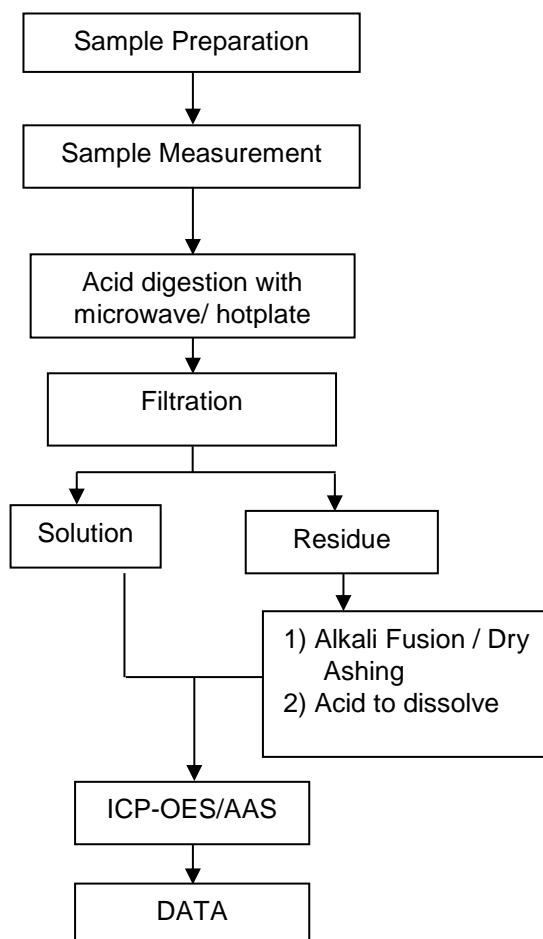 Sample Preparation
Sample Measurement
Acid digestion with
microwave/ hotplate
Filtration
Solution
Residue
1) Alkali Fusion / Dry
Ashing
2) Acid to dissolve
ICP-OES/AAS
DATA